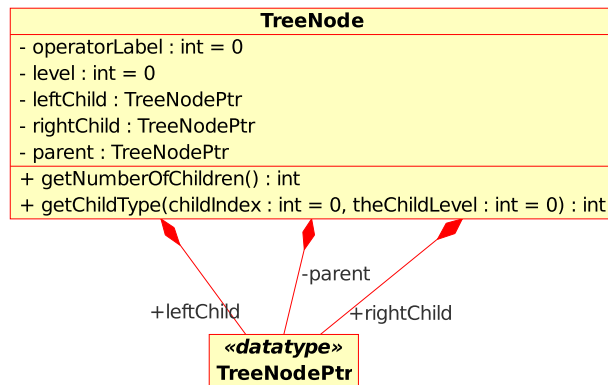 TreeNode
- operatorLabel : int = 0
- level : int = 0
- leftChild : TreeNodePtr
- rightChild : TreeNodePtr
- parent : TreeNodePtr
+ getNumberOfChildren() : int
+ getChildType(childIndex : int = 0, theChildLevel : int = 0) : int
-parent
+leftChild
+rightChild
«datatype»
TreeNodePtr